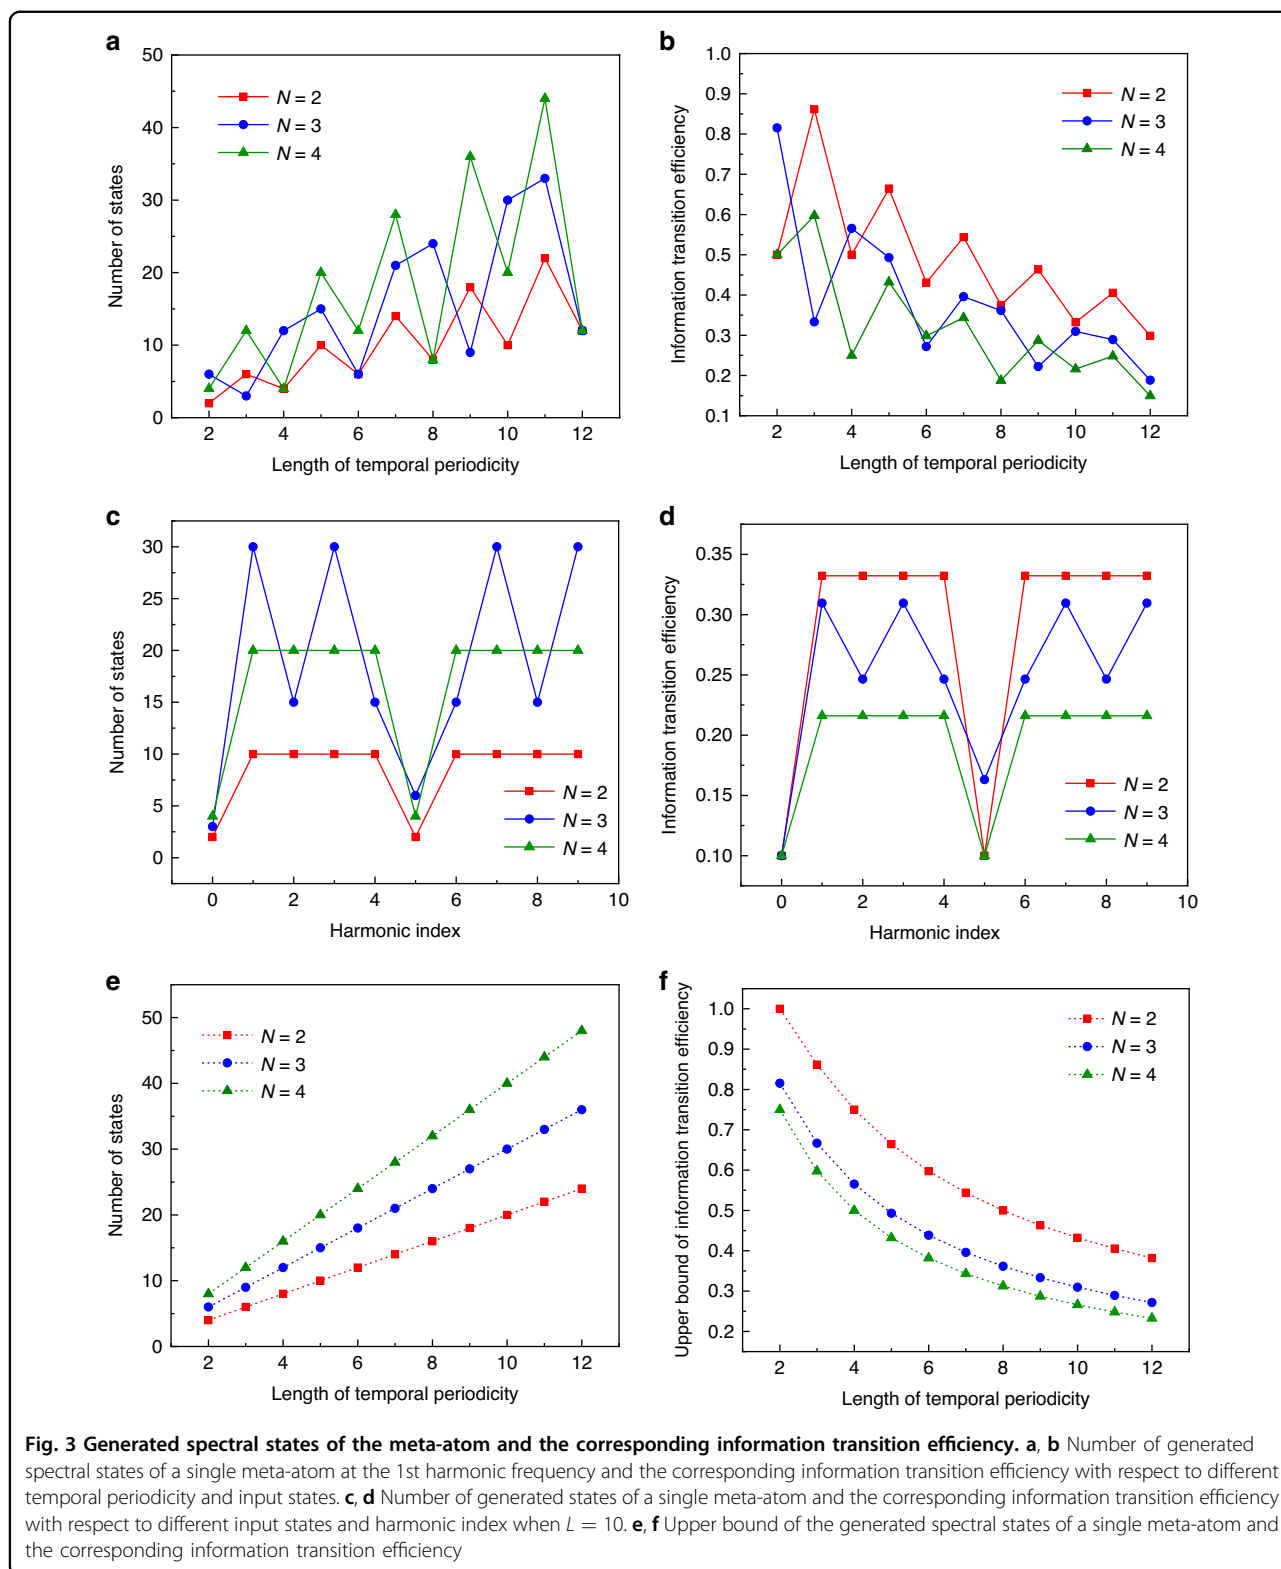 a
50
40
30
20
10
0
Number of states
N = 2
N = 3
N = 4
2 4 6 8 10 12
Length of temporal periodicity
b
1.0
0.9
0.8
0.7
0.6
0.5
0.4
0.3
0.2
0.1
Information transition efficiency
N = 2
N = 3
N = 4
2 4 6 8 10 12
Length of temporal periodicity
c
30
25
20
15
10
5
0
Number of states
N = 2
N = 3
N = 4
0 2 4 6 8 10
Harmonic index
d
0.35
0.30
0.25
0.20
0.15
0.10
Information transition efficiency
N = 2
N = 3
N = 4
0 2 4 6 8 10
Harmonic index
e
50
40
30
20
10
0
Number of states
N = 2
N = 3
N = 4
2 4 6 8 10 12
Length of temporal periodicity
f
1.0
0.9
0.8
0.7
0.6
0.5
0.4
0.3
0.2
Upper bound of information transition efficiency
N = 2
N = 3
N = 4
2 4 6 8 10 12
Length of temporal periodicity
Fig. 3 Generated spectral states of the meta-atom and the corresponding information transition efficiency. a, b Number of generated
spectral states of a single meta-atom at the 1st harmonic frequency and the corresponding information transition efficiency with respect to different
temporal periodicity and input states. c, d Number of generated states of a single meta-atom and the corresponding information transition efficiency
with respect to different input states and harmonic index when L = 10. e, f Upper bound of the generated spectral states of a single meta-atom and
the corresponding information transition efficiency